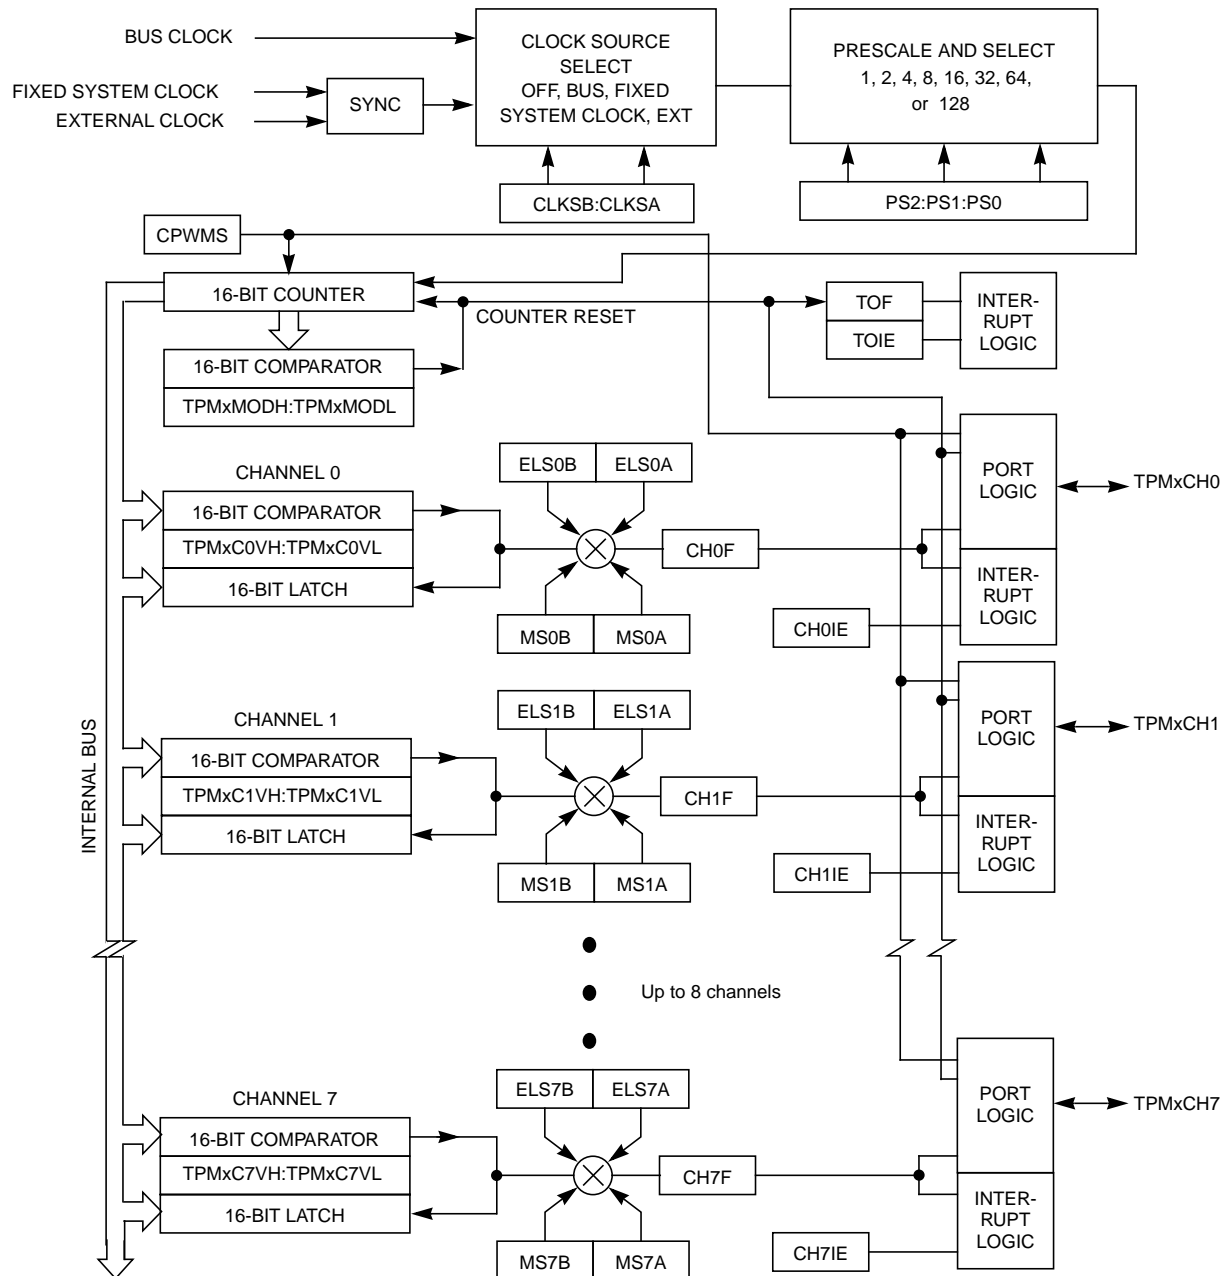 BUS CLOCK
FIXED SYSTEM CLOCK
EXTERNAL CLOCK
SYNC
CLOCK SOURCE
SELECT
OFF, BUS, FIXED
SYSTEM CLOCK, EXT
PRESCALE AND SELECT
1, 2, 4, 8, 16, 32, 64,
or 128
CLKSB:CLKSA
PS2:PS1:PS0
CPWMS
16-BIT COUNTER
COUNTER RESET
TOF
TOIE
INTER-
RUPT
LOGIC
16-BIT COMPARATOR
TPMxMODH:TPMxMODL
CHANNEL 0
ELS0B
ELS0A
PORT
LOGIC
TPMxCH0
16-BIT COMPARATOR
TPMxC0VH:TPMxC0VL
16-BIT LATCH
CH0F
INTER-
RUPT
LOGIC
MS0B
MS0A
CH0IE
INTERNAL BUS
CHANNEL 1
ELS1B
ELS1A
PORT
LOGIC
TPMxCH1
16-BIT COMPARATOR
TPMxC1VH:TPMxC1VL
16-BIT LATCH
CH1F
INTER-
RUPT
LOGIC
MS1B
MS1A
CH1IE
Up to 8 channels
CHANNEL 7
ELS7B
ELS7A
PORT
LOGIC
TPMxCH7
16-BIT COMPARATOR
TPMxC7VH:TPMxC7VL
16-BIT LATCH
CH7F
INTER-
RUPT
LOGIC
MS7B
MS7A
CH7IE